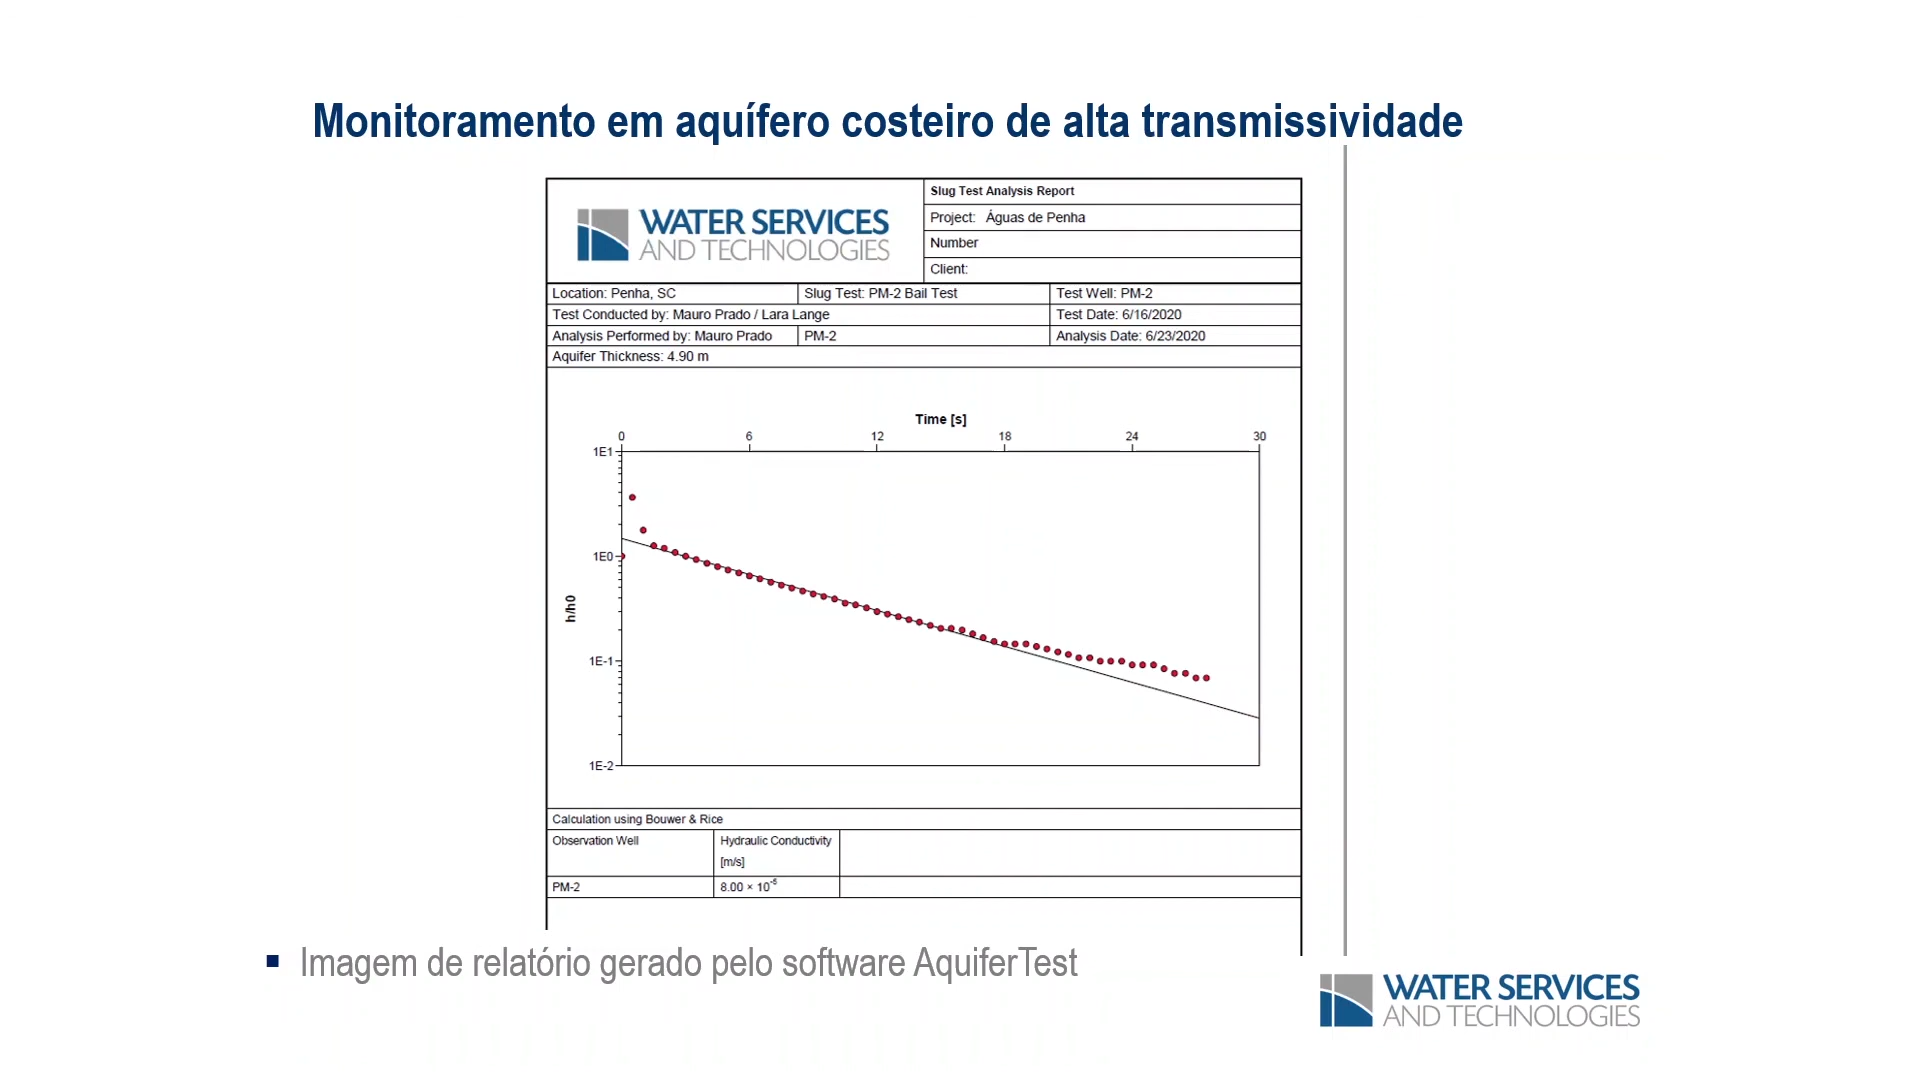 Monitoramento em aquífero costeiro de alta transmissividade
WATER SERVICES
AND TECHNOLOGIES
Slug Test Analysis Report
Project: Águas de Penha
Number
Client:
Location: Penha, SC
Slug Test: PM-2 Bail Test
Test Well: PM-2
Test Conducted by: Mauro Prado / Lara Lange
Test Date: 6/16/2020
Analysis Performed by: Mauro Prado
PM-2
Analysis Date: 6/23/2020
Aquifer Thickness: 4.90 m
Time [s]
0 6 12 18 24 30
1E1
1E0
1E-1
1E-2
h/h0
Calculation using Bouwer & Rice
Observation Well
Hydraulic Conductivity
[m/s]
PM-2
8.00 × 10⁻⁵
Imagem de relatório gerado pelo software AquiferTest
WATER SERVICES
AND TECHNOLOGIES